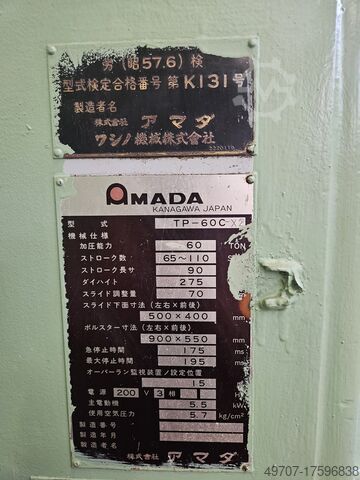 労(昭57.6)検
型式検定合格番号 第K131号
製造者名
株式会社 アマダ
ワシノ機械株式会社
AMADA
KANAGAWA JAPAN
型式 TP-60C-X2
機械仕様
加圧能力 60 TON
ストローク数 65~110
ストローク長サ 90
ダイハイト 275
スライド調整量 70
スライド下面寸法(左右×前後)
500×400 mm
ボルスター寸法(左右×前後)
900×550 mm
急停止時間 175 ms
最大停止時間 195 ms
オーバーラン監視装置ノ設定位置
15
電源 200 V 3 相
主電動機 5.5 kW
使用空気圧力 5.7
製造番号
製造年月
製造者名
株式会社 アマダ
49707-17596838